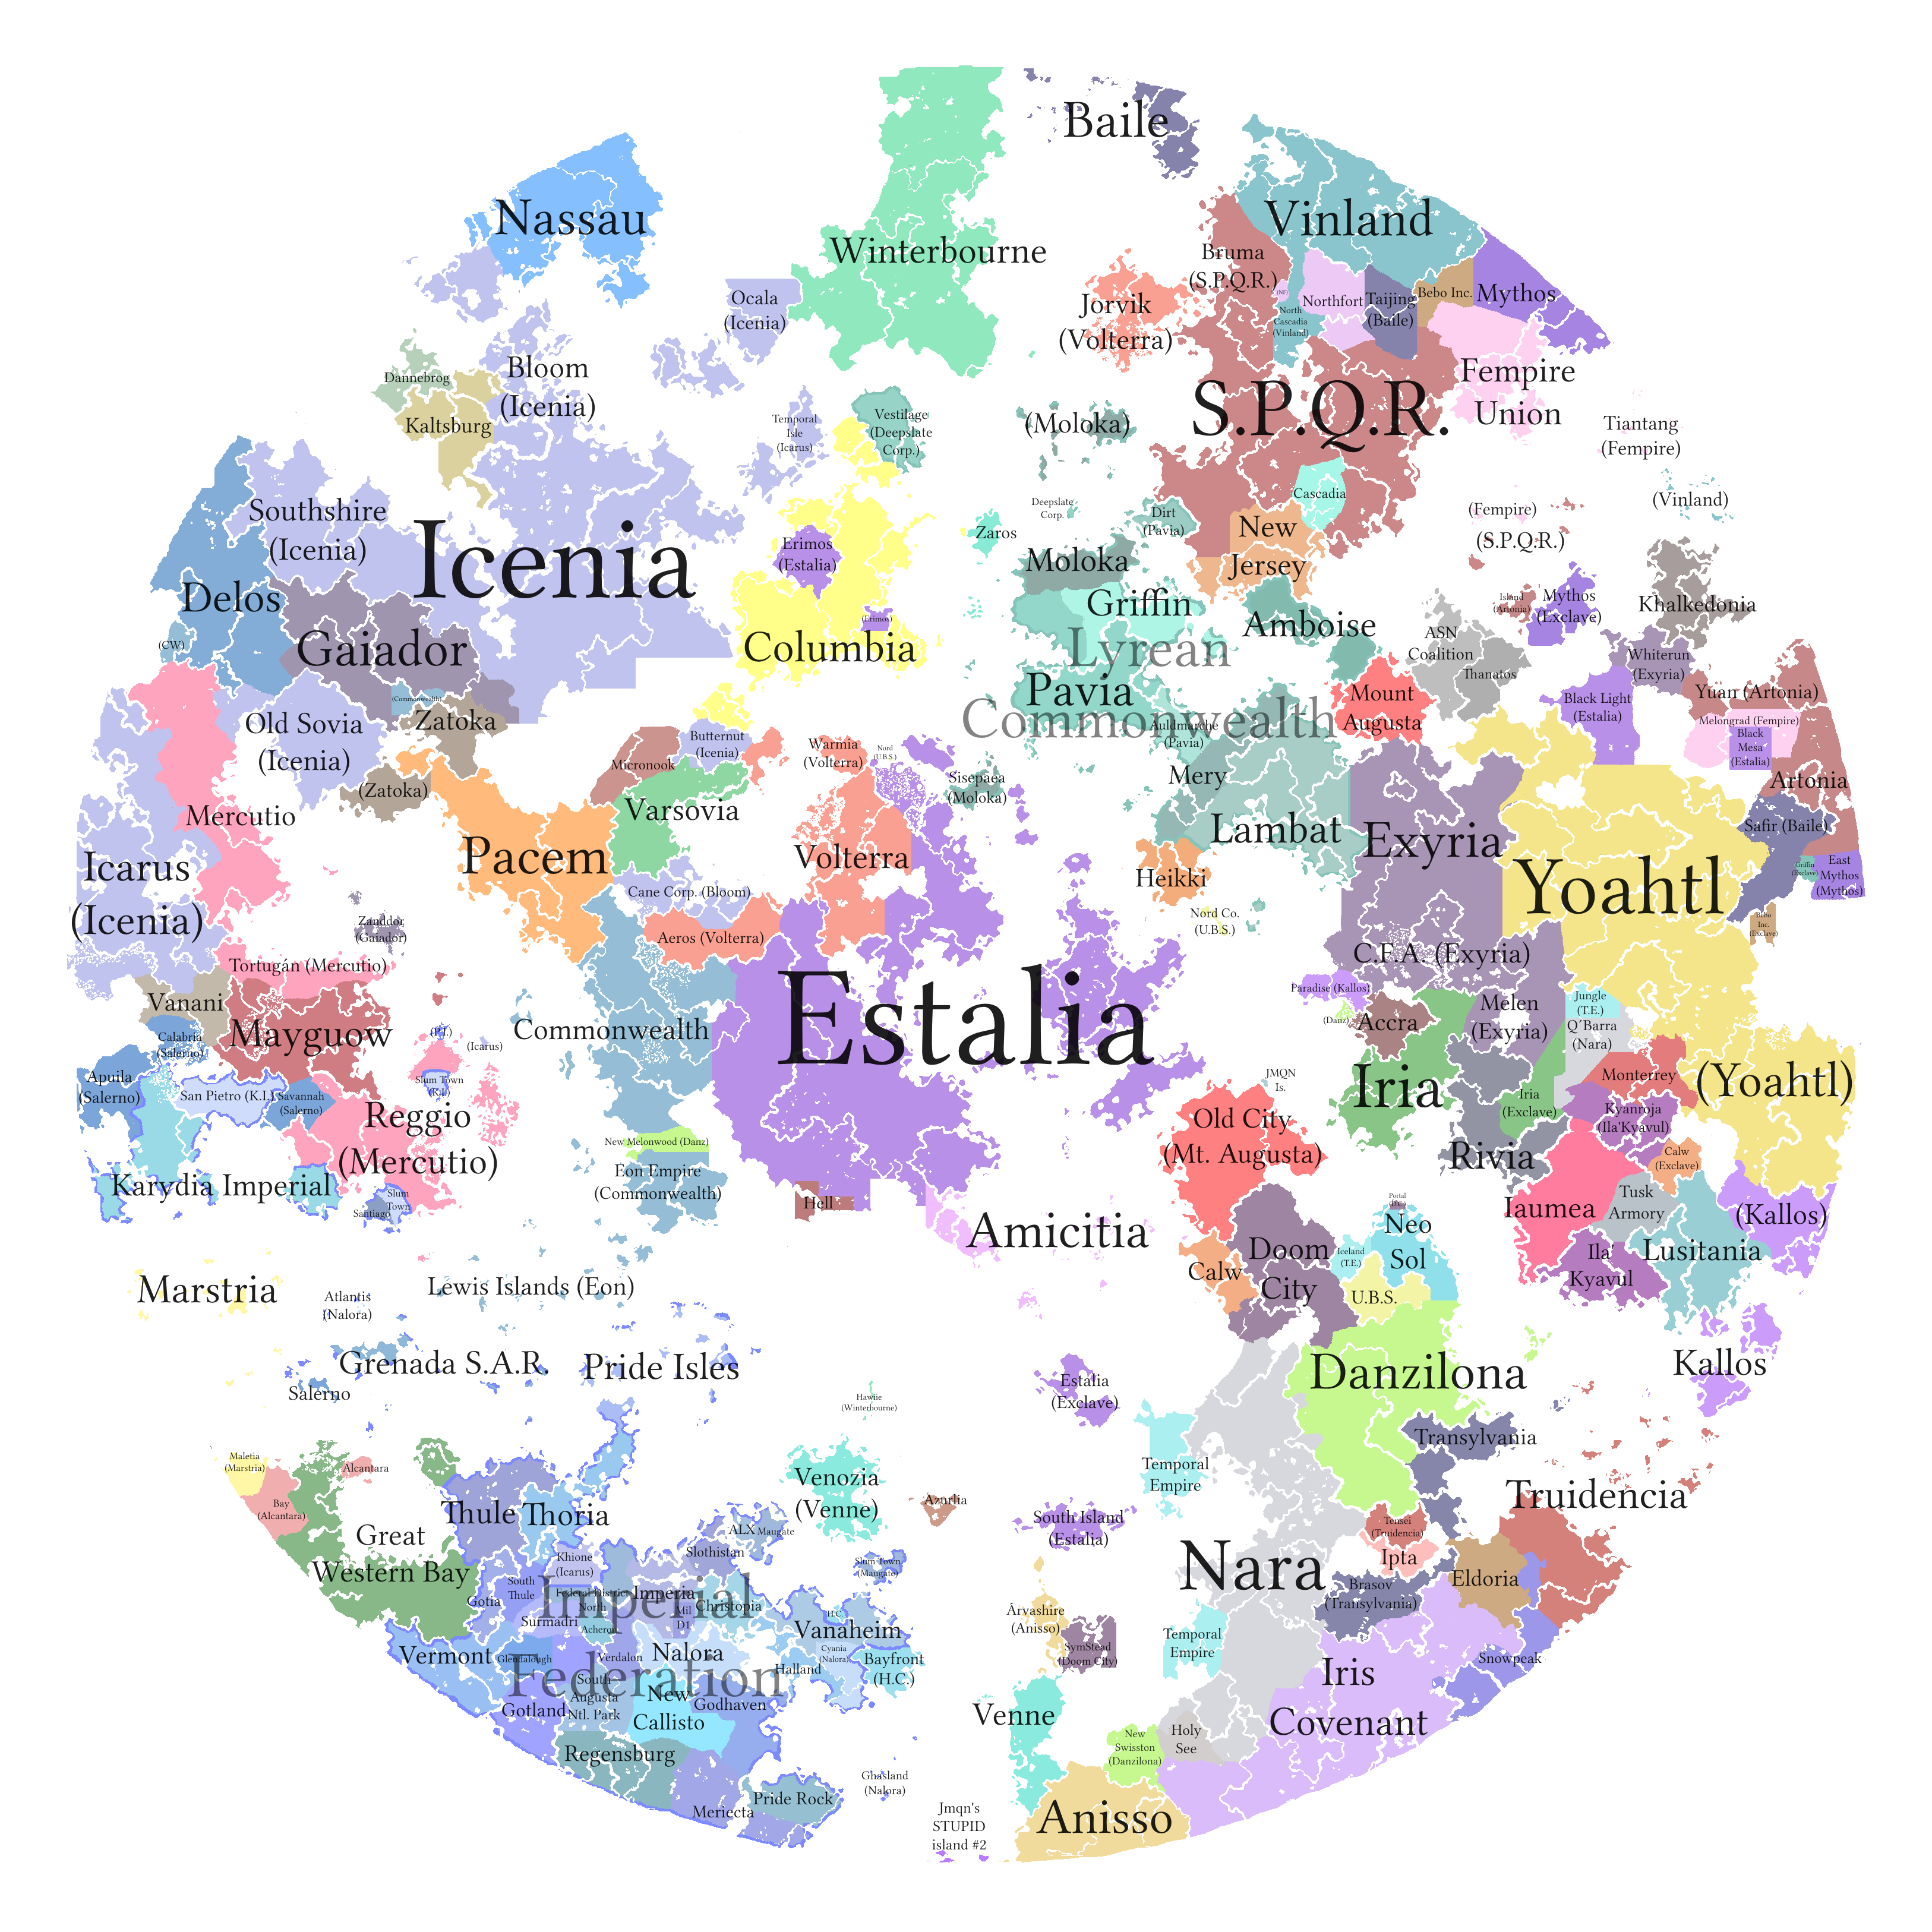 Baile
Nassau
Vinland
Winterbourne
Bruma
(S.P.Q.R.)
Ocala
(Icenia)
Jorvik
(Volterra)
(NF)
Northfort
Taijing
(Baile)
Bebo Inc.
Mythos
North
Cascadia
(Vinland)
Bloom
(Icenia)
Dannebrog
Kaltsburg
Fempire
Union
S.P.Q.R.
Temporal
Isle
(Icarus)
Vestilage
(Deepslate
Corp.)
(Moloka)
Tiantang
(Fempire)
Southshire
(Icenia)
Icenia
Cascadia
(Vinland)
Deepslate
Corp.
Dirt
(Pavia)
(Fempire)
(S.P.Q.R.)
Zaros
New
Jersey
Erimos
(Estalia)
Moloka
Delos
Griffin
Island
(Artonia)
Mythos
(Exclave)
Khalkedonia
(Erimos)
Amboise
(CW)
Gaiador
Columbia
Lyrean
Commonwealth
ASN
Coalition
Thanatos
Whiterun
(Exyria)
Pavia
Mount
Augusta
Black Light
(Estalia)
Yuan (Artonia)
(Commonwealth)
Zatoka
Old Sovia
(Icenia)
Auldmarche
(Pavia)
Melongrad (Fempire)
Black
Mesa
(Estalia)
Butternut
(Icenia)
Warmia
(Volterra)
Nord
(U.B.S.)
Micronook
Sisepaea
(Moloka)
Mery
Artonia
(Zatoka)
Mercutio
Varsovia
Lambat
Exyria
Safir (Baile)
Pacem
Volterra
Icarus
(Icenia)
Heikki
Yoahtl
Griffin
(Exclave)
East
Mythos
(Mythos)
Cane Corp. (Bloom)
Nord Co.
(U.B.S.)
Bebo
Inc.
(Exclave)
Zanddor
(Gaiador)
Aeros (Volterra)
C.F.A. (Exyria)
Tortugán (Mercutio)
Paradise (Kallos)
Vanani
Estalia
Melen
(Exyria)
Jungle
(T.E.)
(Danz)
Accra
Mayguow
Commonwealth
Q'Barra
(Nara)
Calabria
(Salerno)
(P.I.)
(Icarus)
Apuila
(Salerno)
Slum Town
(K.I.)
JMQN
Is.
Iria
Monterrey
(Yoahtl)
San Pietro (K.I.)
Savannah
(Salerno)
Iria
(Exclave)
Kyanroja
(Ila'Kyavul)
Reggio
(Mercutio)
Old City
(Mt. Augusta)
New Melonwood (Danz)
Rivia
Calw
(Exclave)
Eon Empire
(Commonwealth)
Karydia Imperial
Slum
Town
Santiago
Hell
Amicitia
Portal
Iaumea
Tusk
Armory
(Kallos)
Neo
Sol
Doom
City
Iceland
(T.E.)
Lusitania
Calw
Ila'
Kyavul
Marstria
Lewis Islands (Eon)
U.B.S.
Atlantis
(Nalora)
Grenada S.A.R.
Pride Isles
Danzilona
Kallos
Salerno
Estalia
(Exclave)
Hawiie
(Winterbourne)
Transylvania
Maletia
(Marstria)
Alcantara
Temporal
Empire
Venozia
(Venne)
Truidencia
Bay
(Alcantara)
Thule
Thoria
Azurlia
South Island
(Estalia)
Tensei
(Truidencia)
Great
Western Bay
ALX
Maugate
Slothistan
Khione
(Icarus)
Slum Town
(Maugate)
Nara
Ipta
Eldoria
South
Thule
Federal District
Imperia
Imperial
Federation
Brasov
(Transylvania)
Gotia
North
Acheron
Mil
D1
Christopia
Surmadri
Árvashire
(Anisso)
H.C.
Vanaheim
Temporal
Empire
SymStead
(Doom City)
Vermont
Glendalough
Verdalon
Nalora
Cyania
(Nalora)
Halland
Bayfront
(H.C.)
Snowpeak
Iris
Covenant
South
Augusta
Ntl. Park
Gotland
New
Callisto
Godhaven
Venne
New
Swisston
(Danzilona)
Holy
See
Regensburg
Ghasland
(Nalora)
Pride Rock
Meriecta
Anisso
Jmqn's
STUPID
island #2